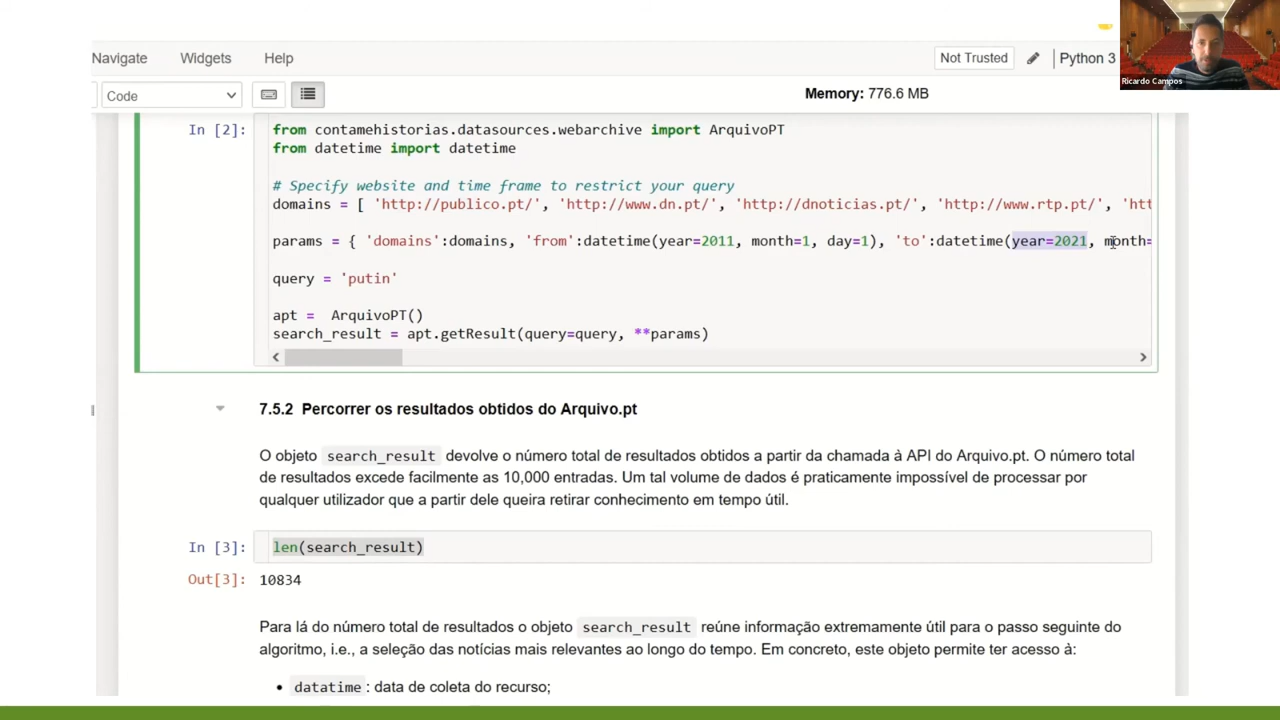 Ricardo Campos
Navigate Widgets Help Not Trusted Python 3
Code Memory: 776.6 MB
In [2]: from contamehistorias.datasources.webarchive import ArquivoPT
from datetime import datetime
# Specify website and time frame to restrict your query
domains = [ 'http://publico.pt/', 'http://www.dn.pt/', 'http://dnoticias.pt/', 'http://www.rtp.pt/', 'htt
params = { 'domains':domains, 'from':datetime(year=2011, month=1, day=1), 'to':datetime(year=2021, month=
query = 'putin'
apt =  ArquivoPT()
search_result = apt.getResult(query=query, **params)
7.5.2 Percorrer os resultados obtidos do Arquivo.pt
O objeto search_result devolve o número total de resultados obtidos a partir da chamada à API do Arquivo.pt. O número total
de resultados excede facilmente as 10,000 entradas. Um tal volume de dados é praticamente impossível de processar por
qualquer utilizador que a partir dele queira retirar conhecimento em tempo útil.
In [3]: len(search_result)
Out[3]: 10834
Para lá do número total de resultados o objeto search_result reúne informação extremamente útil para o passo seguinte do
algoritmo, i.e., a seleção das notícias mais relevantes ao longo do tempo. Em concreto, este objeto permite ter acesso à:
• datatime : data de coleta do recurso;